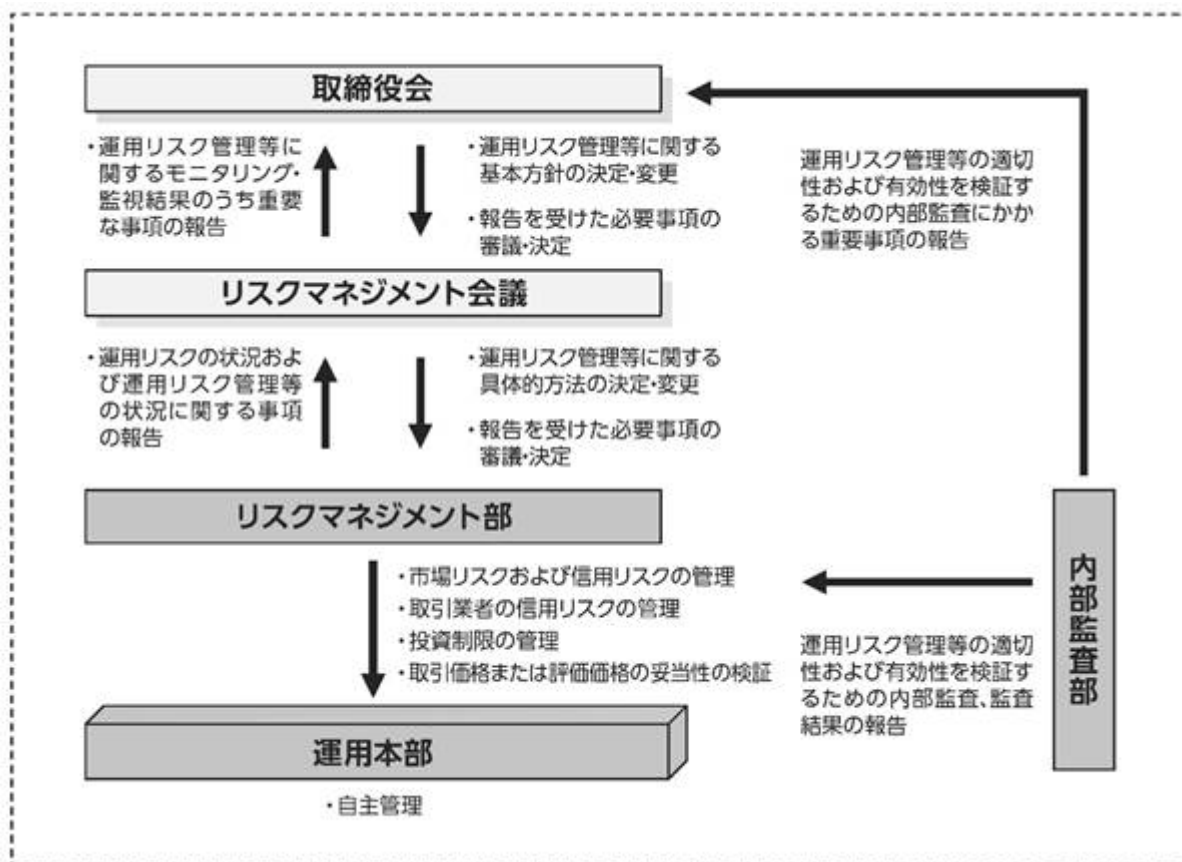 取締役会
・運用リスク管理等に
関するモニタリング・
監視結果のうち重要
な事項の報告
・運用リスク管理等に関する
基本方針の決定・変更
・報告を受けた必要事項の
審議・決定
運用リスク管理等の適切
性および有効性を検証す
るための内部監査にかか
る重要事項の報告
リスクマネジメント会議
・運用リスクの状況およ
び運用リスク管理等
の状況に関する事項
の報告
・運用リスク管理等に関する
具体的方法の決定・変更
・報告を受けた必要事項の
審議・決定
リスクマネジメント部
・市場リスクおよび信用リスクの管理
・取引業者の信用リスクの管理
・投資制限の管理
・取引価格または評価価格の妥当性の検証
運用リスク管理等の適切
性および有効性を検証す
るための内部監査、監査
結果の報告
内部監査部
運用本部
・自主管理